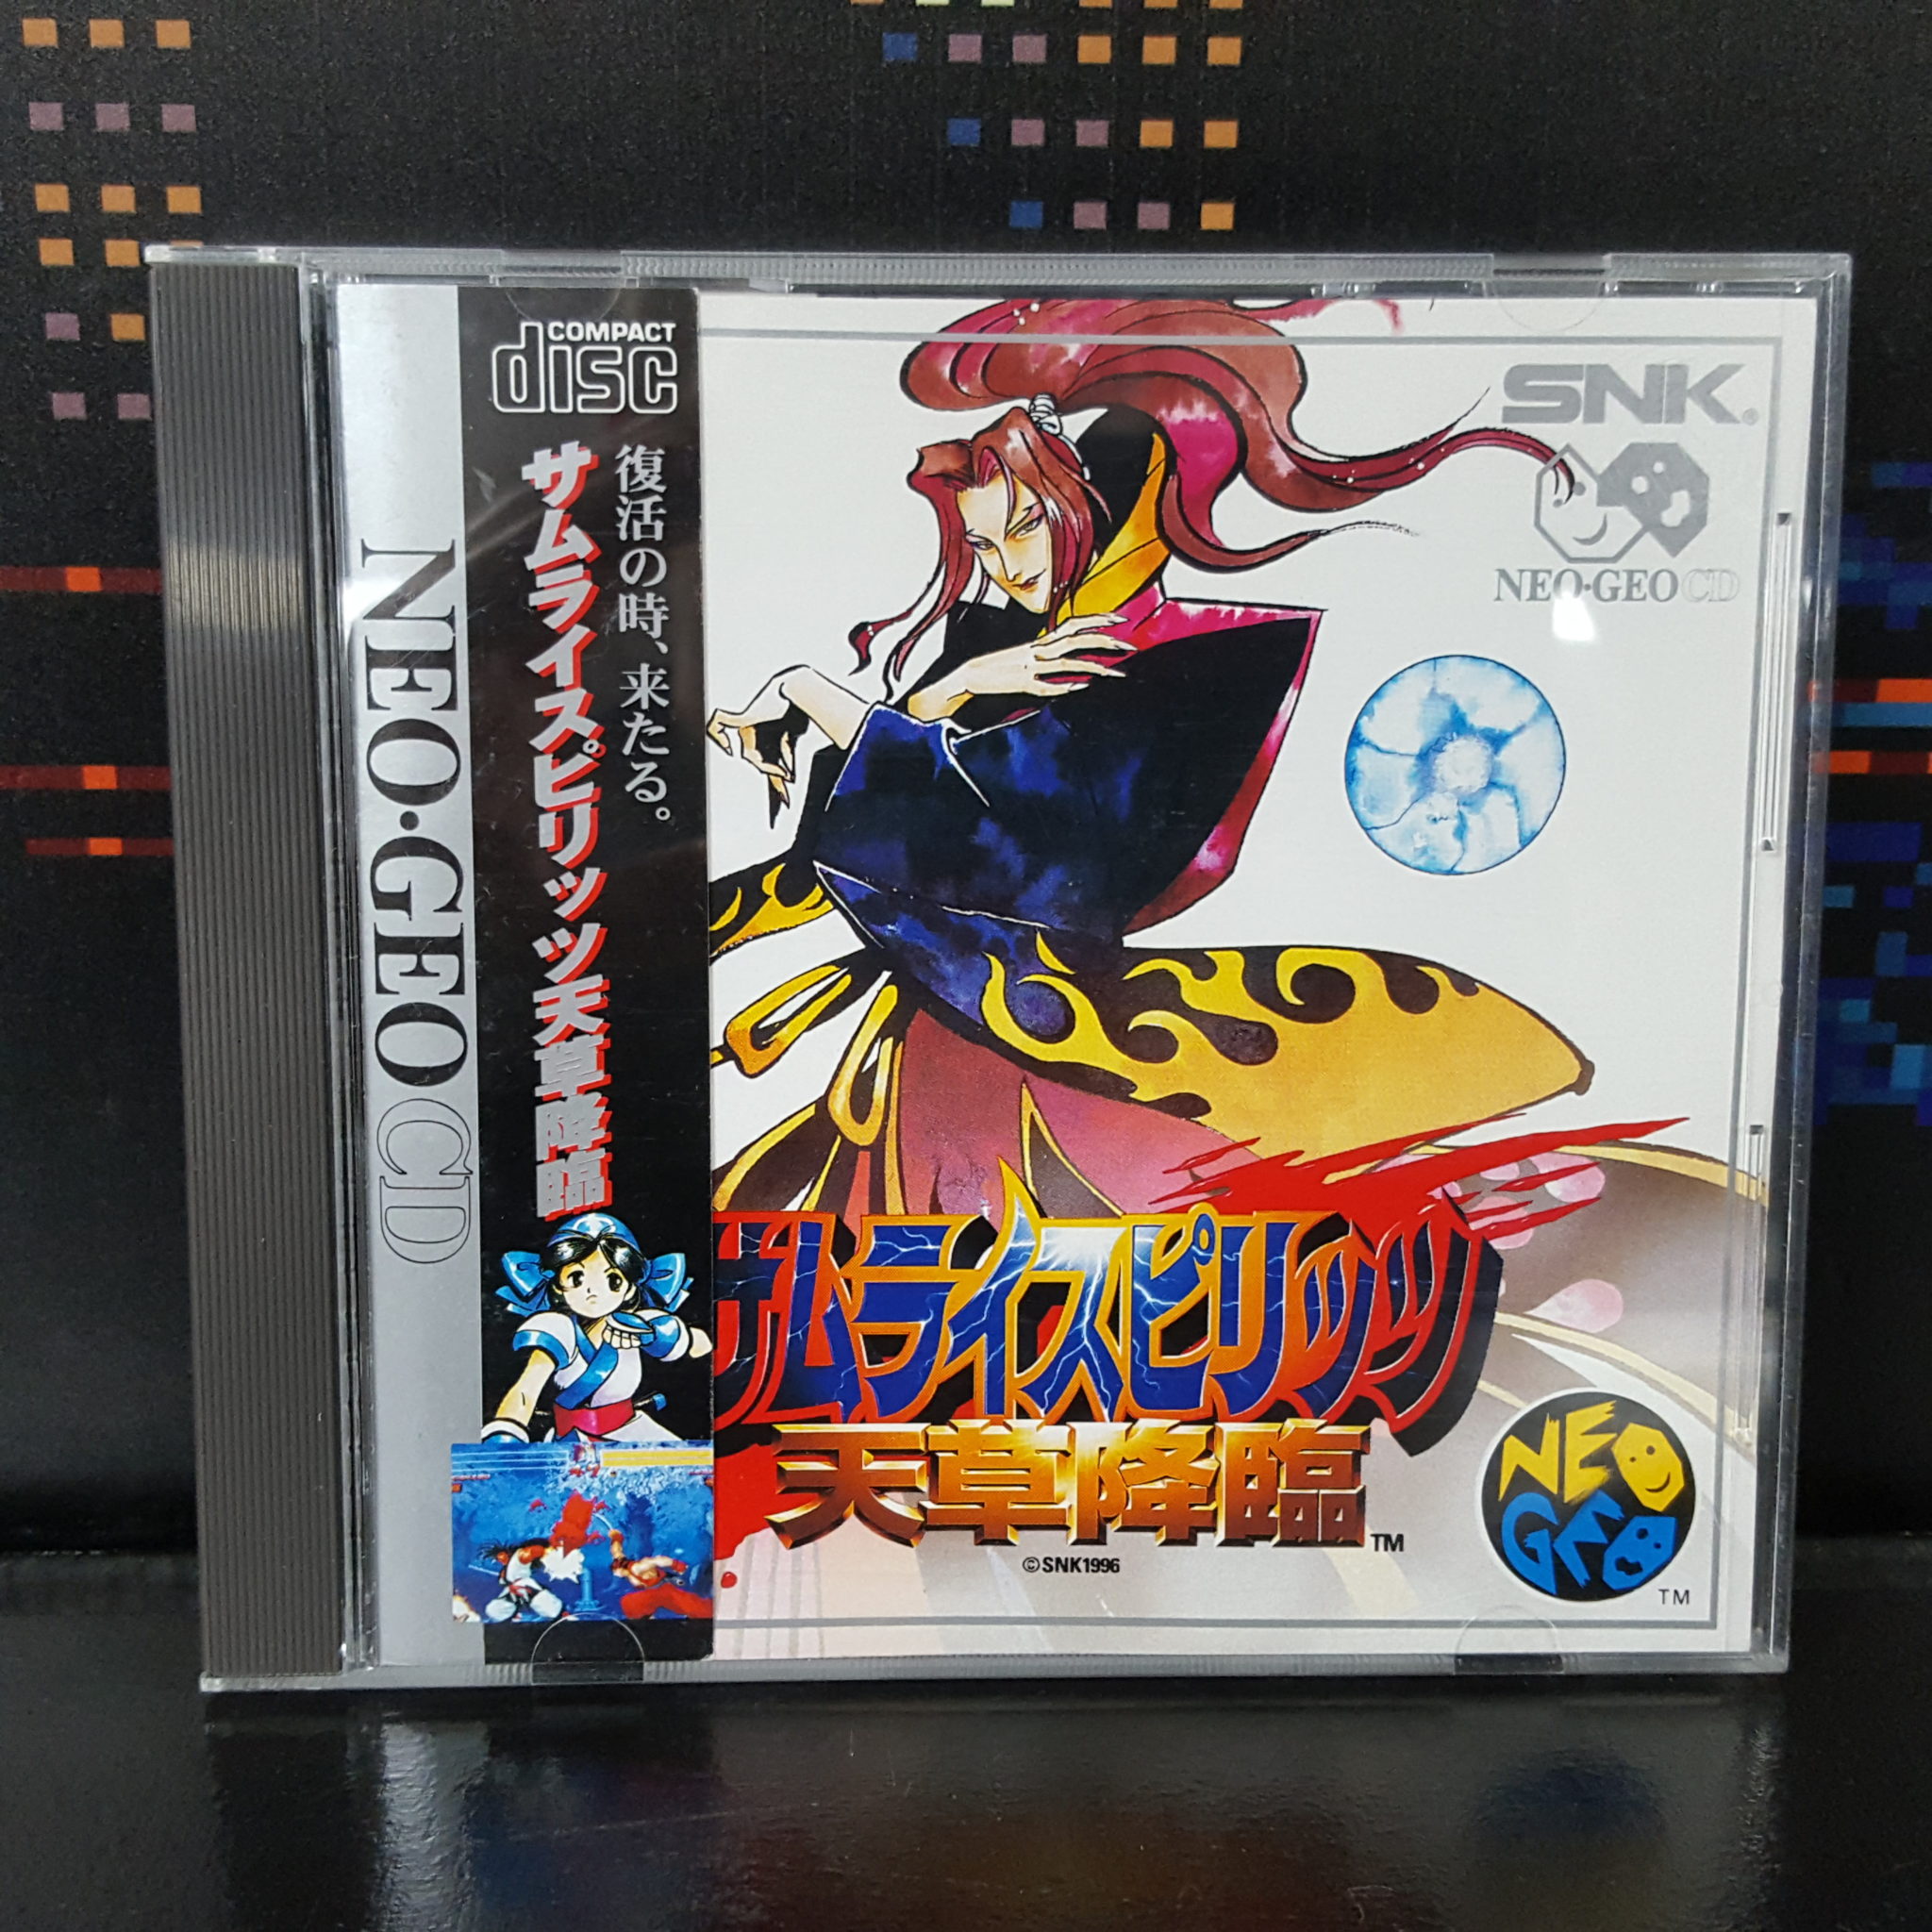 COMPACT
disc
復活の時、来たる。
サムライスピリッツ天草降臨
NEO·GEO CD
SNK®
NEO·GEO CD
サムライスピリッツ
天草降臨™
©SNK1996
NEO
GEO
TM